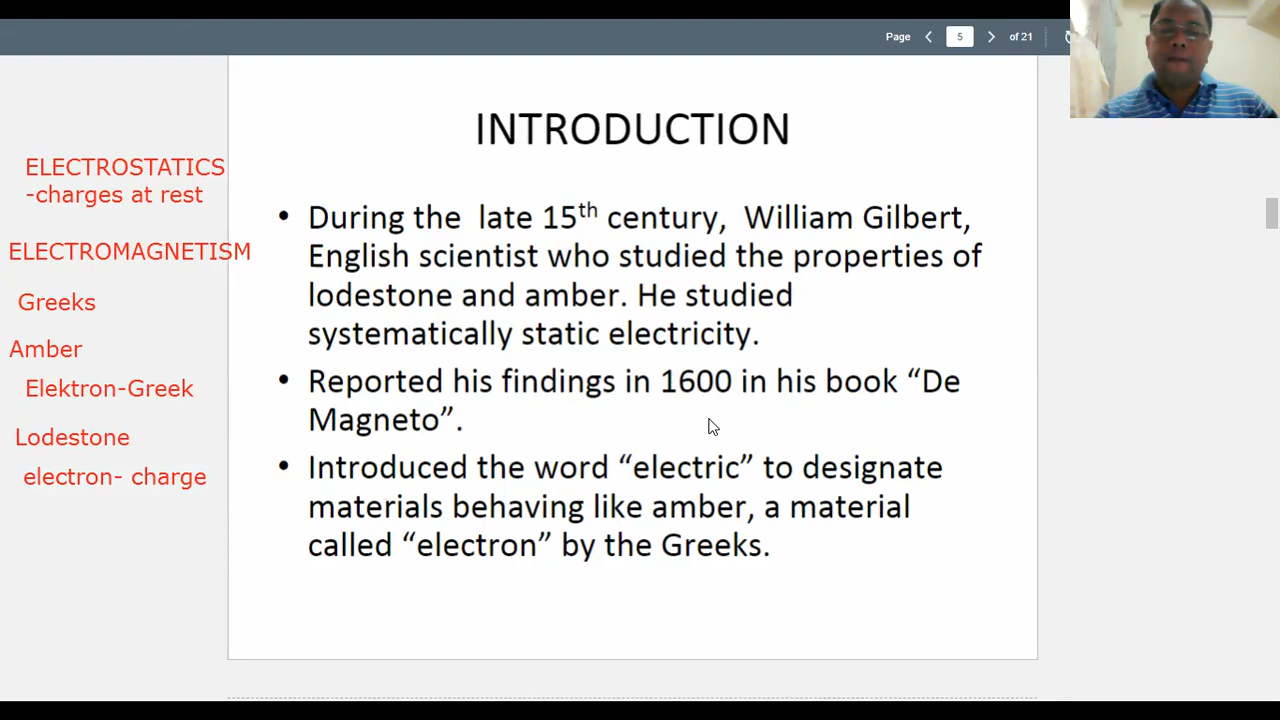 Page 5 of 21
INTRODUCTION
ELECTROSTATICS
-charges at rest
ELECTROMAGNETISM
Greeks
Amber
Elektron-Greek
Lodestone
electron- charge
• During the late 15th century, William Gilbert,
English scientist who studied the properties of
lodestone and amber. He studied
systematically static electricity.
• Reported his findings in 1600 in his book “De
Magneto”.
• Introduced the word “electric” to designate
materials behaving like amber, a material
called “electron” by the Greeks.